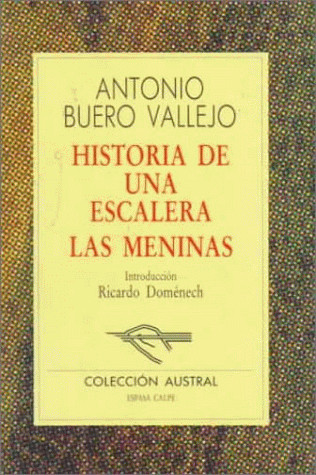 ANTONIO
BUERO VALLEJO
HISTORIA DE
UNA
ESCALERA
LAS MENINAS
Introducción
Ricardo Doménech
COLECCIÓN AUSTRAL
ESPASA CALPE